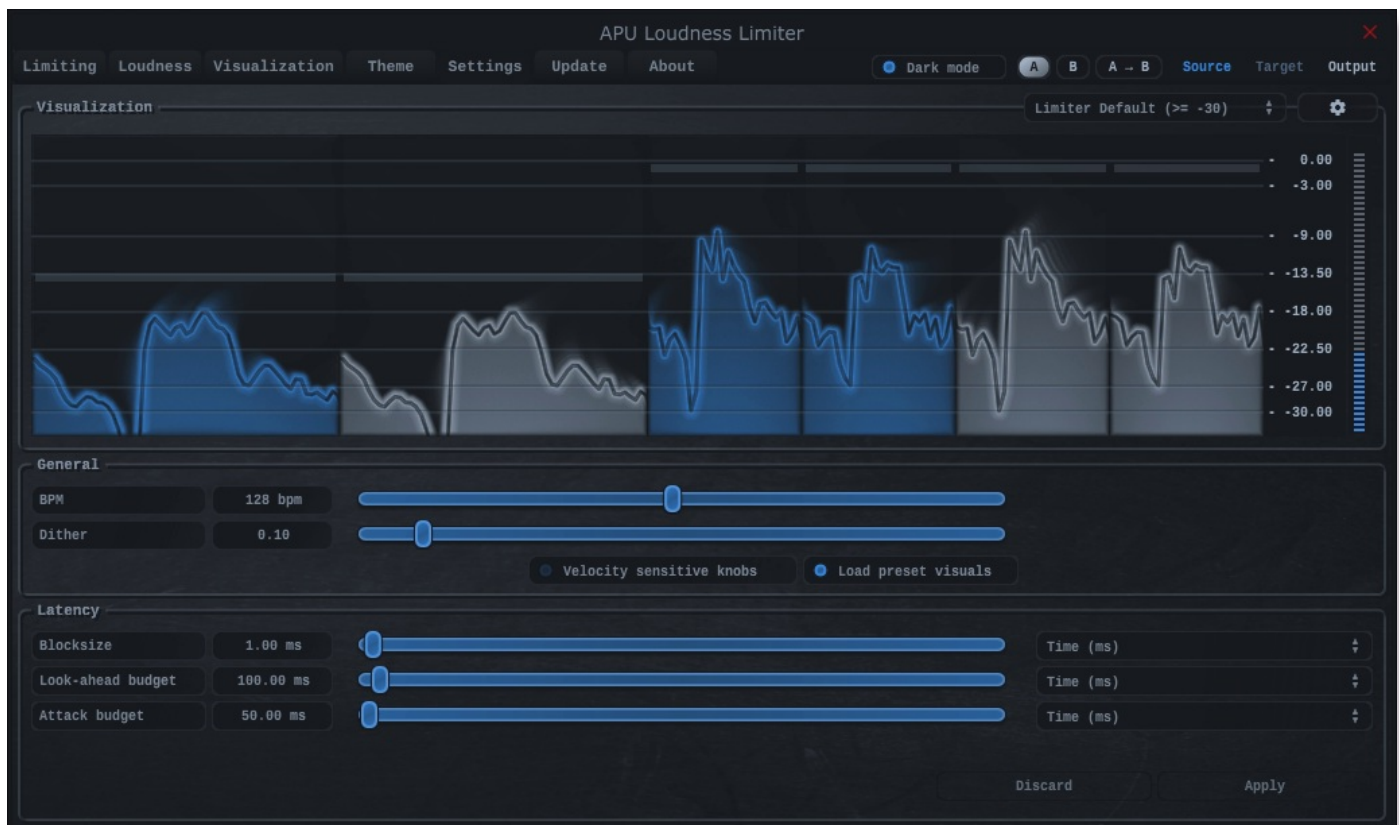 APU Loudness Limiter
Limiting Loudness Visualization Theme Settings Update About Dark mode A B A → B Source Target Output
Visualization Limiter Default (>= -30)
- 0.00
- -3.00
- -9.00
- -13.50
- -18.00
- -22.50
- -27.00
- -30.00
General
BPM 128 bpm
Dither 0.10
Velocity sensitive knobs Load preset visuals
Latency
Blocksize 1.00 ms Time (ms)
Look-ahead budget 100.00 ms Time (ms)
Attack budget 50.00 ms Time (ms)
Discard Apply